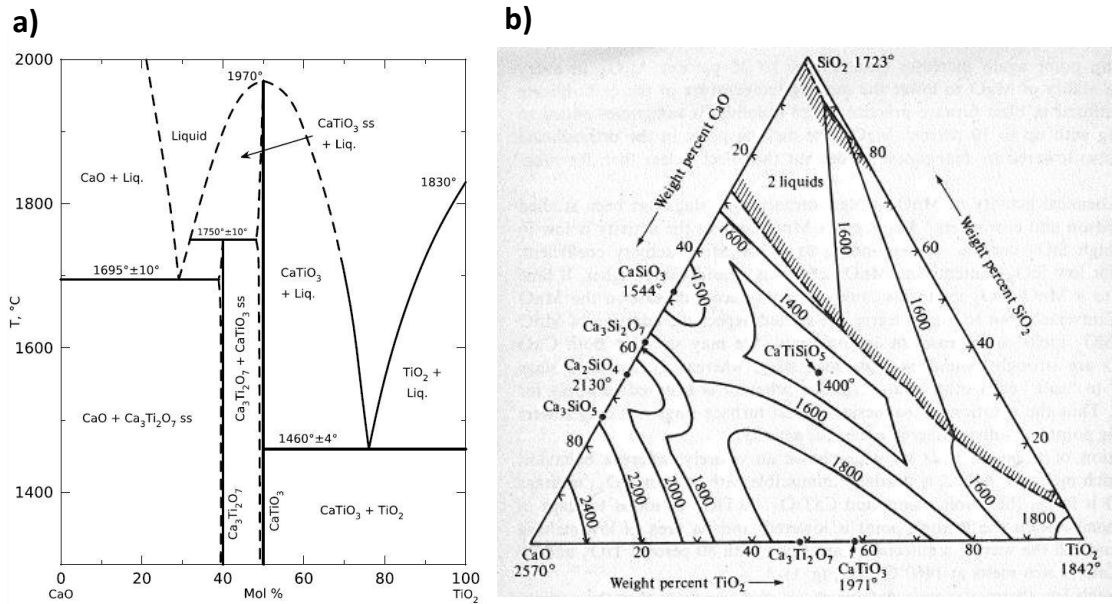 a)
2000
1800
1600
1400
T, °C
1970°
Liquid
CaTiO₃ ss
+ Liq.
CaO + Liq.
1830°
1750°±10°
1695°±10°
CaTiO₃
+ Liq.
Ca₃Ti₂O₇ + CaTiO₃ ss
TiO₂ +
Liq.
CaO + Ca₃Ti₂O₇ ss
1460°±4°
Ca₃Ti₂O₇
CaTiO₃
CaTiO₃ + TiO₂
0
20
40
60
80
100
CaO
Mol %
TiO₂
b)
SiO₂ 1723°
Weight percent CaO
20
80
2 liquids
Weight percent SiO₂
1600
1600
40
60
CaSiO₃
1544°
1500
1400
1600
Ca₃Si₂O₇
60
40
CaTiSiO₅
1400°
Ca₂SiO₄
2130°
Ca₃SiO₅
1600
80
20
1800
1600
2400
2200
2000
1800
1800
CaO
2570°
20
40
60
80
TiO₂
1842°
Ca₃Ti₂O₇
CaTiO₃
1971°
Weight percent TiO₂